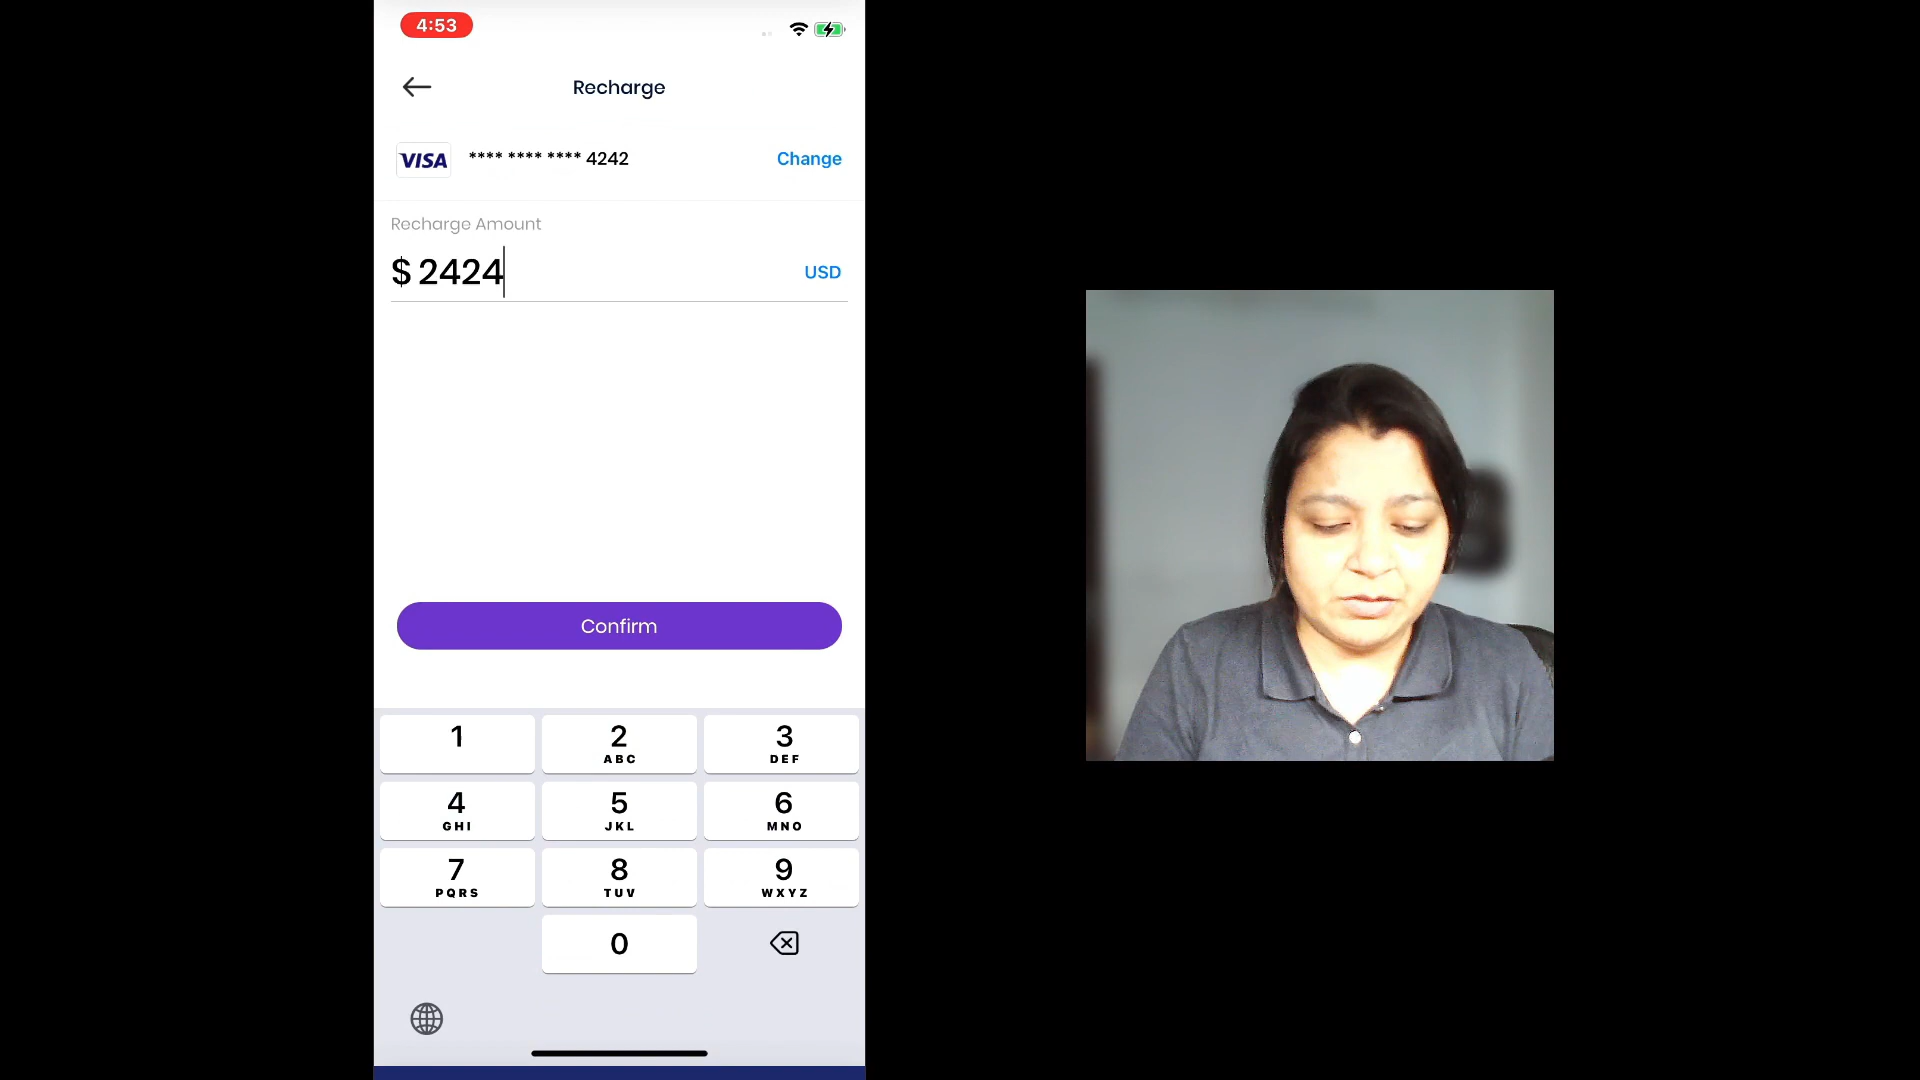 4:53
Recharge
VISA **** **** **** 4242 Change
Recharge Amount
$ 2424 USD
Confirm
1 2 3
ABC DEF
4 5 6
GHI JKL MNO
7 8 9
PQRS TUV WXYZ
0